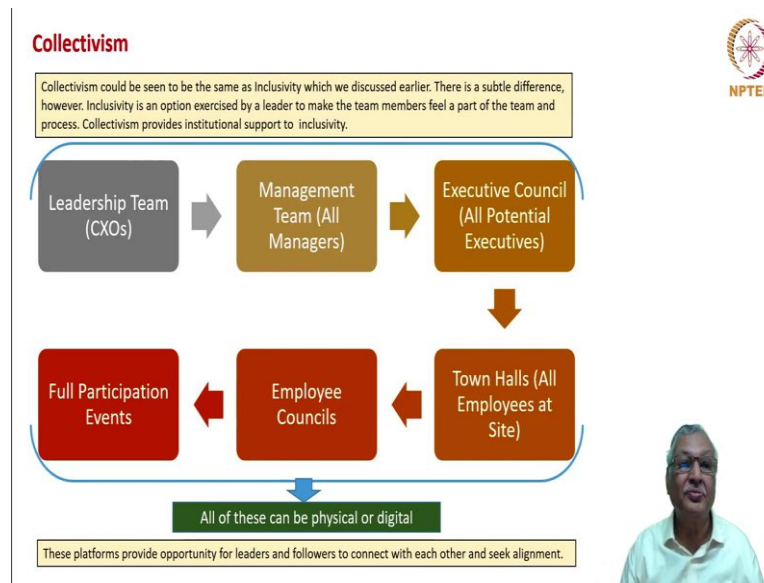 Collectivism
Collectivism could be seen to be the same as Inclusivity which we discussed earlier. There is a subtle difference,
however. Inclusivity is an option exercised by a leader to make the team members feel a part of the team and
process. Collectivism provides institutional support to inclusivity.
Leadership Team
(CXOs)
Management
Team (All
Managers)
Executive Council
(All Potential
Executives)
Full Participation
Events
Employee
Councils
Town Halls (All
Employees at
Site)
All of these can be physical or digital
These platforms provide opportunity for leaders and followers to connect with each other and seek alignment.
NPTE